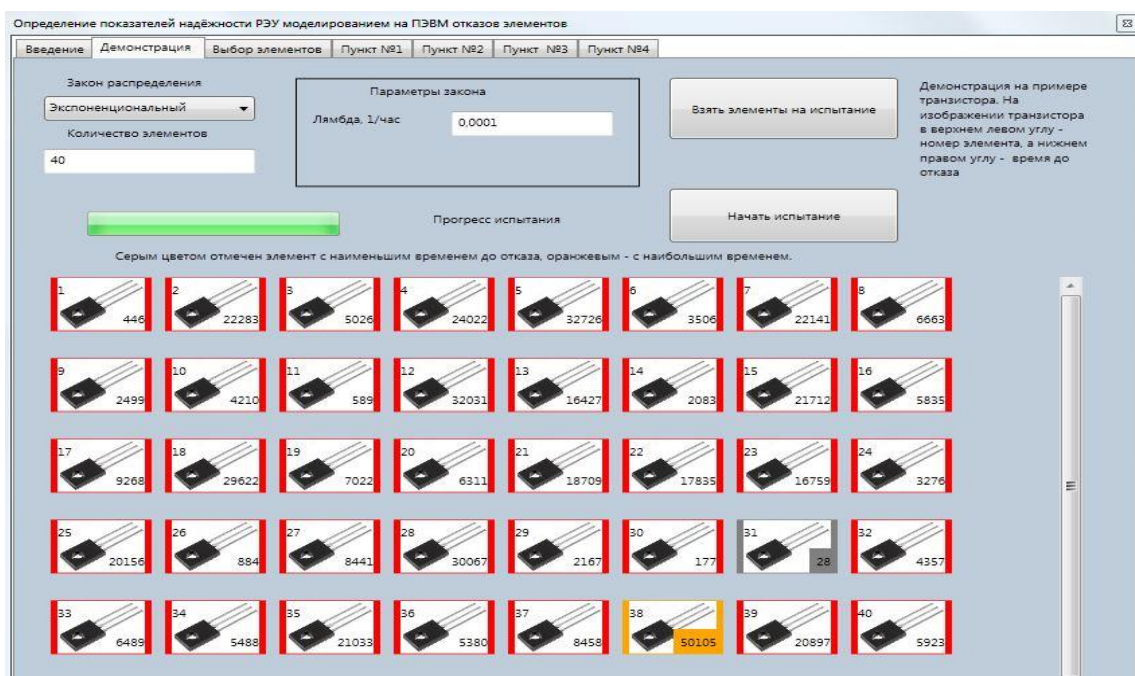 Определение показателей надёжности РЭУ моделированием на ПЭВМ отказов элементов
Введение Демонстрация Выбор элементов Пункт №1 Пункт №2 Пункт №3 Пункт №4
Закон распределения
Экспоненциональный
Количество элементов
40
Параметры закона
Лямбда, 1/час 0,0001
Взять элементы на испытание
Демонстрация на примере
транзистора. На
изображении транзистора
в верхнем левом углу -
номер элемента, а нижнем
правом углу - время до
отказа
Прогресс испытания
Начать испытание
Серым цветом отмечен элемент с наименьшим временем до отказа, оранжевым - с наибольшим временем.
1 2 3 4 5 6 7 8
446 22283 5026 24022 32726 3506 22141 6663
9 10 11 12 13 14 15 16
2499 4210 589 32031 16427 2083 21712 5835
17 18 19 20 21 22 23 24
9268 29622 7022 6311 18709 17835 16759 3276
25 26 27 28 29 30 31 32
20156 884 8441 30067 2167 177 28 4357
33 34 35 36 37 38 39 40
6489 5488 21033 5380 8458 50105 20897 5923